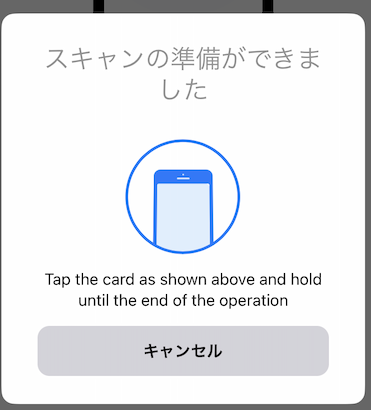 スキャンの準備ができま
した
Tap the card as shown above and hold
until the end of the operation
キャンセル